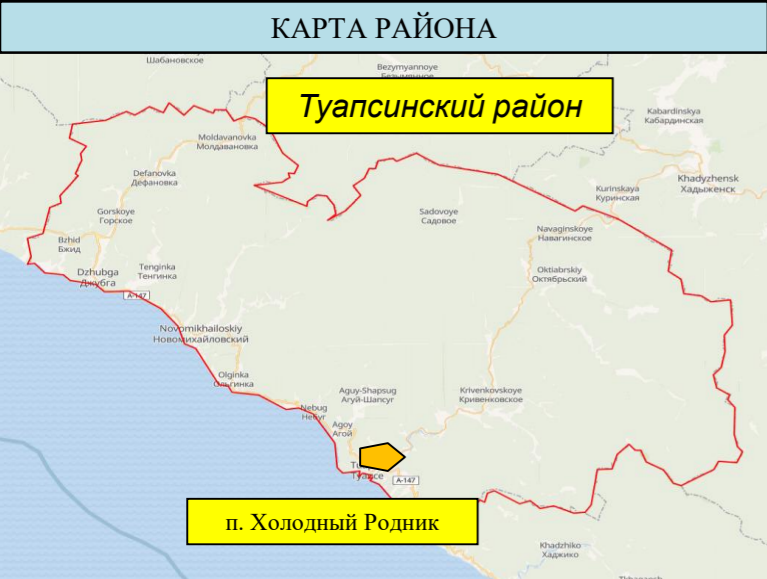 КАРТА РАЙОНА
Шабановское
Bezymyannoye
Безымянное
Туапсинский район
Kabardinskya
Кабардинская
Moldavanovka
Молдавановка
Defanovka
Дефановка
Khadyzhensk
Хадыженск
Kurinskaya
Куринская
Gorskoye
Горское
Sadovoye
Садовое
Navaginskoye
Навагинское
Bzhid
Бжид
Dzhubga
Джубга
Tenginka
Тенгинка
Oktiabrskiy
Октябрьский
A-147
Novomikhailoskiy
Новомихайловский
Olginka
Ольгинка
Aguy-Shapsug
Агуй-Шапсуг
Krivenkovskoye
Кривенковское
Nebug
Небуг
Agoy
Агой
Туапсе
A-147
п. Холодный Родник
Khadzhiko
Хаджико